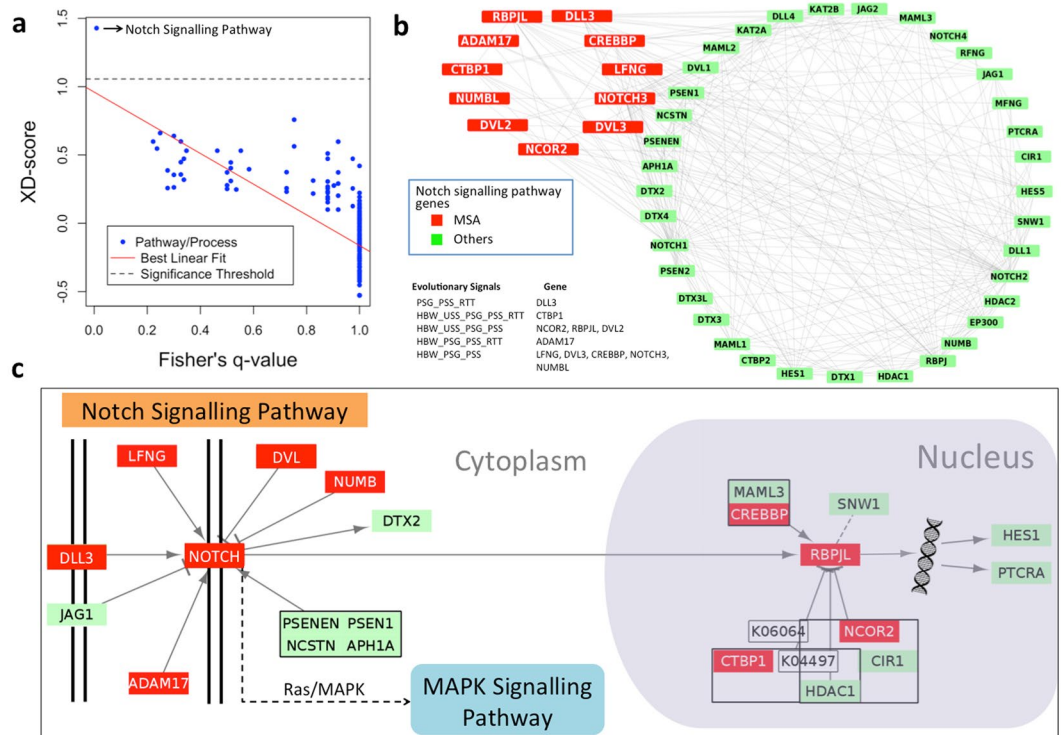 a
1.5
1.0
0.5
0.0
-0.5
XD-score
Notch Signalling Pathway
Pathway/Process
Best Linear Fit
Significance Threshold
0.0
0.2
0.4
0.6
0.8
1.0
Fisher's q-value
b
RBPJL
DLL3
ADAM17
CREBBP
CTBP1
LFNG
NUMBL
NOTCH3
DVL2
DVL3
NCOR2
KAT2B
JAG2
DLL4
MAML3
KAT2A
NOTCH4
MAML2
RFNG
DVL1
JAG1
PSEN1
MFNG
NCSTN
PTCRA
PSENEN
CIR1
APH1A
HES5
DTX2
SNW1
DTX4
DLL1
NOTCH1
NOTCH2
PSEN2
HDAC2
DTX3L
EP300
DTX3
NUMB
MAML1
RBPJ
CTBP2
HDAC1
HES1
DTX1
Notch signalling pathway
genes
MSA
Others
Evolutionary Signals Gene
PSG_PSS_RTT DLL3
HBW_USS_PSG_PSS_RTT CTBP1
HBW_USS_PSG_PSS NCOR2, RBPJL, DVL2
HBW_PSG_PSS_RTT ADAM17
HBW_PSG_PSS LFNG, DVL3, CREBBP, NOTCH3,
NUMBL
c
Notch Signalling Pathway
Cytoplasm
Nucleus
LFNG
DVL
NUMB
DTX2
DLL3
NOTCH
JAG1
PSENEN PSEN1
NCSTN APH1A
ADAM17
Ras/MAPK
MAPK Signalling
Pathway
MAML3
CREBBP
SNW1
RBPJL
HES1
PTCRA
K06064
NCOR2
CTBP1
K04497
CIR1
HDAC1